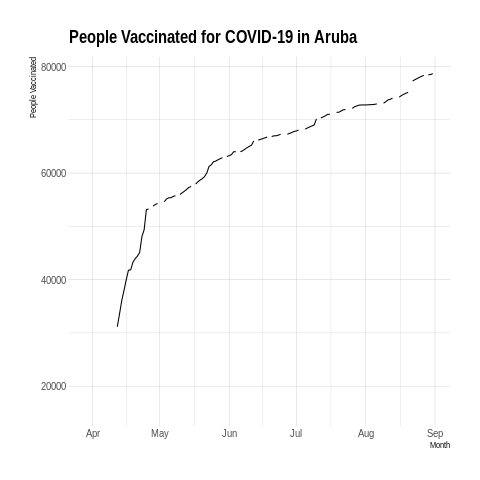 People Vaccinated for COVID-19 in Aruba
People Vaccinated
80000
60000
40000
20000
Apr May Jun Jul Aug Sep
Month